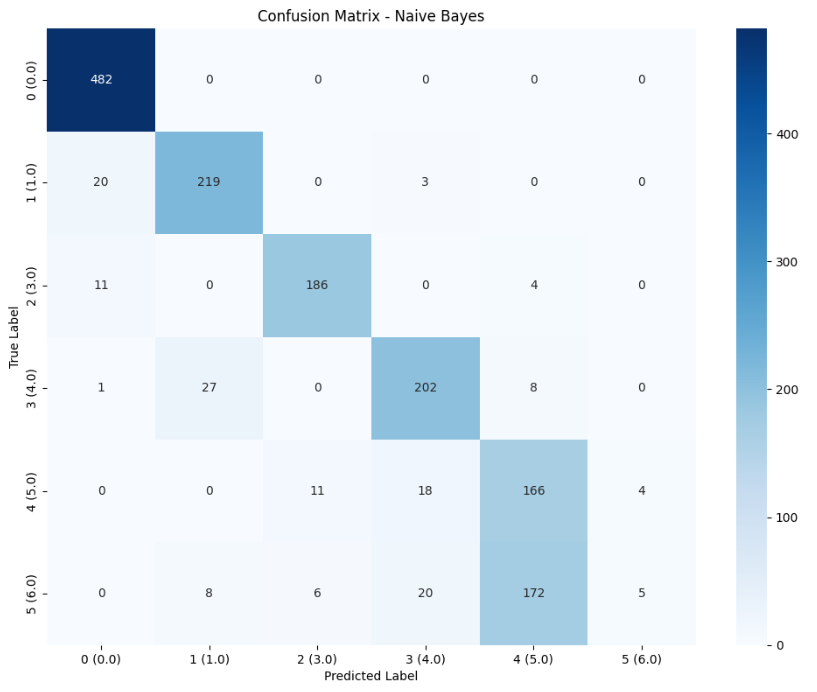 Confusion Matrix - Naive Bayes
True Label
0 (0.0)
482 0 0 0 0 0
1 (1.0)
20 219 0 3 0 0
2 (3.0)
11 0 186 0 4 0
3 (4.0)
1 27 0 202 8 0
4 (5.0)
0 0 11 18 166 4
5 (6.0)
0 8 6 20 172 5
0 (0.0) 1 (1.0) 2 (3.0) 3 (4.0) 4 (5.0) 5 (6.0)
Predicted Label
400
300
200
100
0